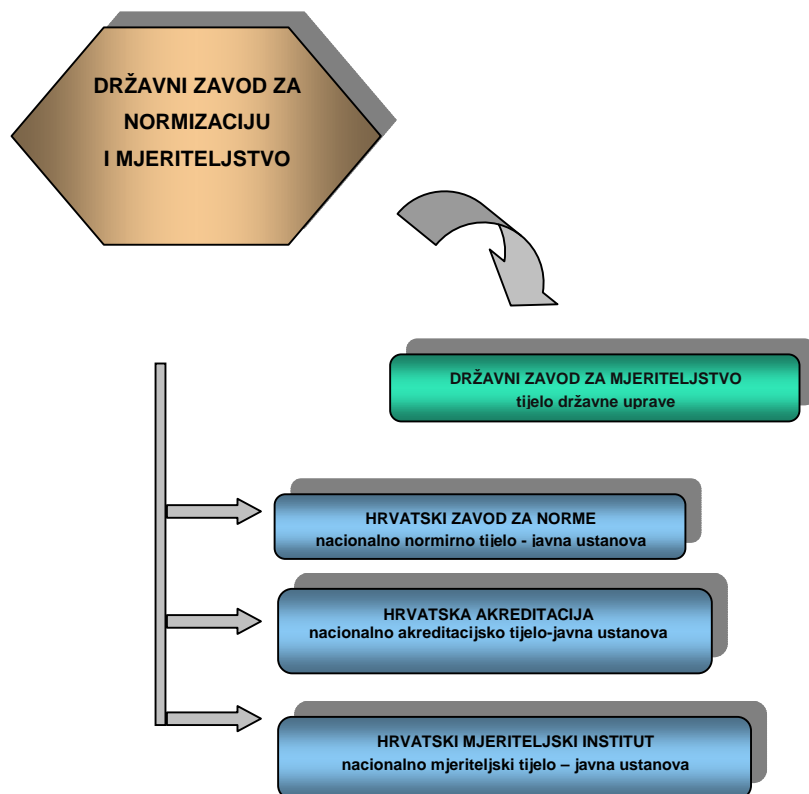 DRŽAVNI ZAVOD ZA
NORMIZACIJU
I MJERITELJSTVO
DRŽAVNI ZAVOD ZA MJERITELJSTVO
tijelo državne uprave
HRVATSKI ZAVOD ZA NORME
nacionalno normirno tijelo - javna ustanova
HRVATSKA AKREDITACIJA
nacionalno akreditacijsko tijelo-javna ustanova
HRVATSKI MJERITELJSKI INSTITUT
nacionalno mjeriteljski tijelo – javna ustanova